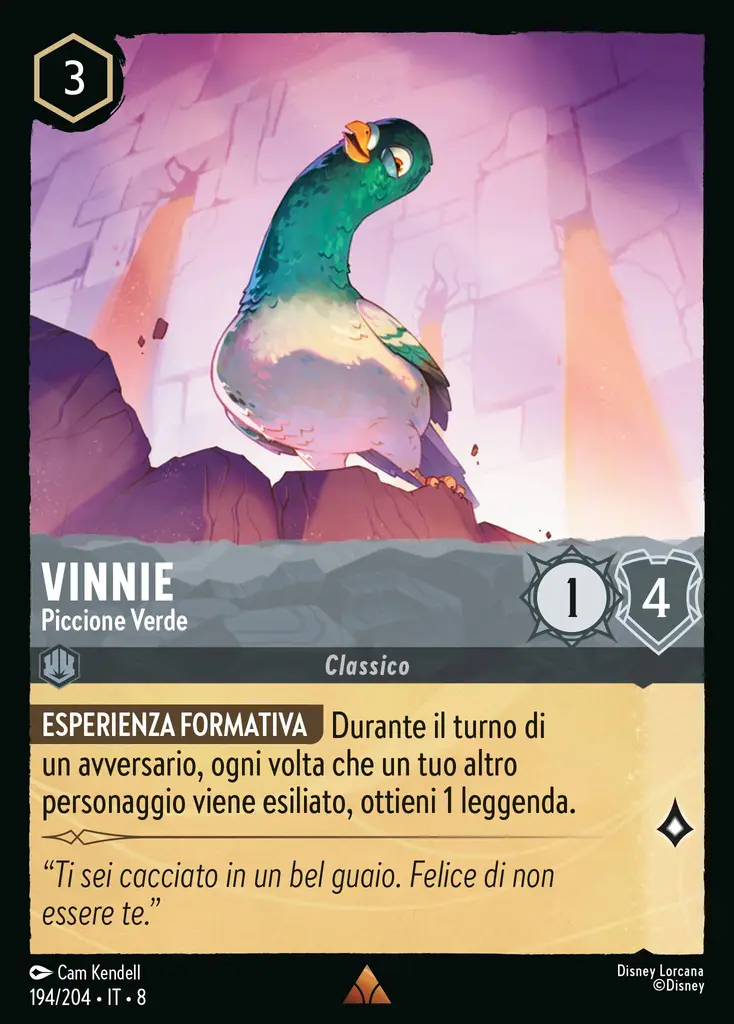 3
VINNIE
Piccione Verde
1
4
Classico
ESPERIENZA FORMATIVA Durante il turno di
un avversario, ogni volta che un tuo altro
personaggio viene esiliato, ottieni 1 leggenda.
“Ti sei cacciato in un bel guaio. Felice di non
essere te.”
Cam Kendell
194/204 • IT • 8
Disney Lorcana
©Disney